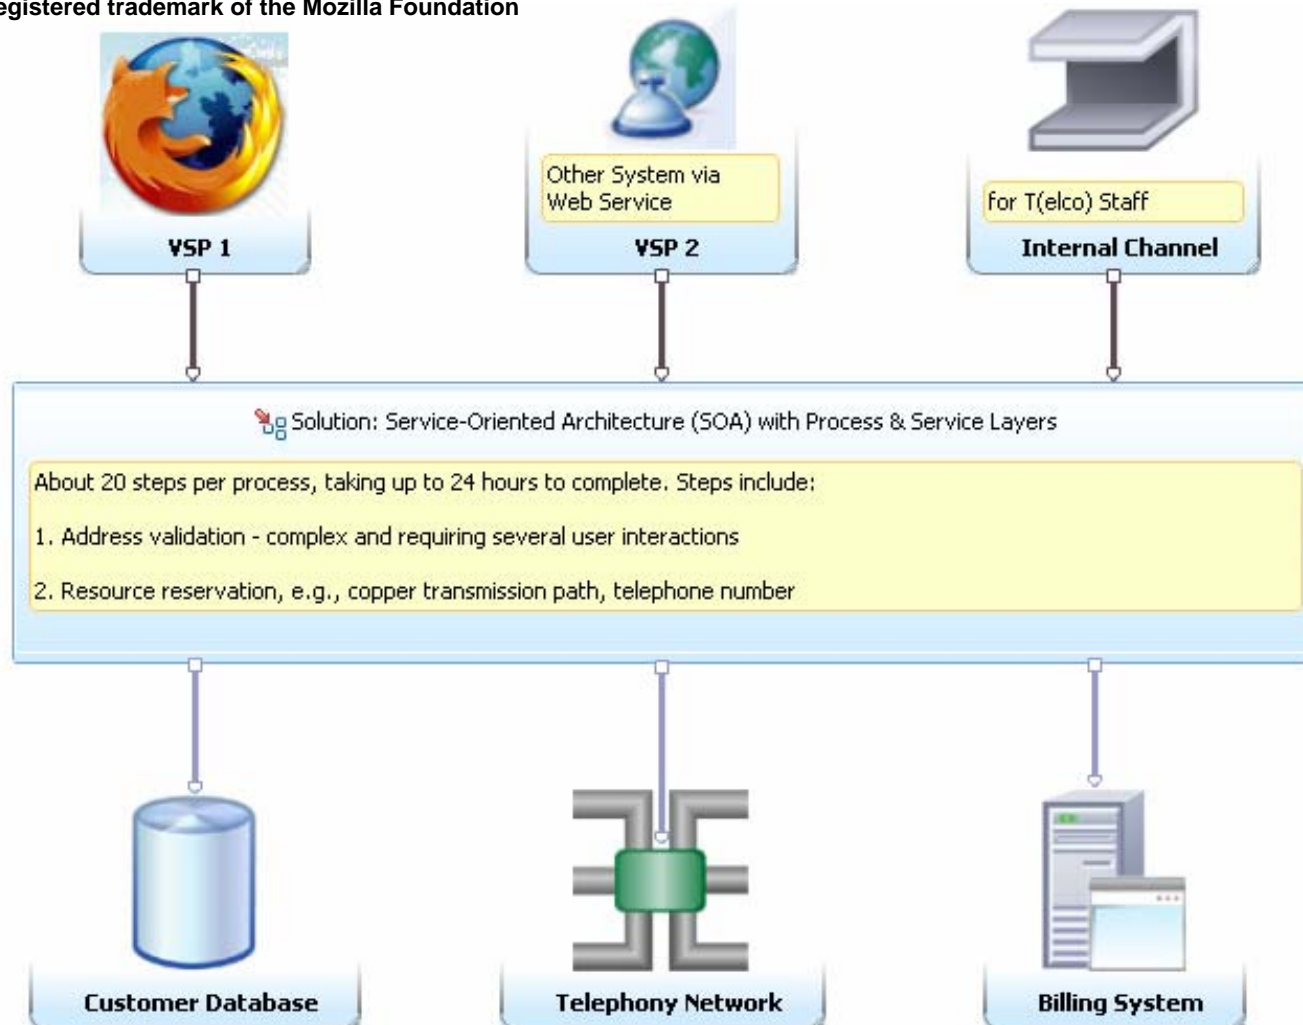 egistered trademark of the Mozilla Foundation
Other System via
Web Service
for T(elco) Staff
VSP 1
VSP 2
Internal Channel
Solution: Service-Oriented Architecture (SOA) with Process & Service Layers
About 20 steps per process, taking up to 24 hours to complete. Steps include:
1. Address validation - complex and requiring several user interactions
2. Resource reservation, e.g., copper transmission path, telephone number
Customer Database
Telephony Network
Billing System